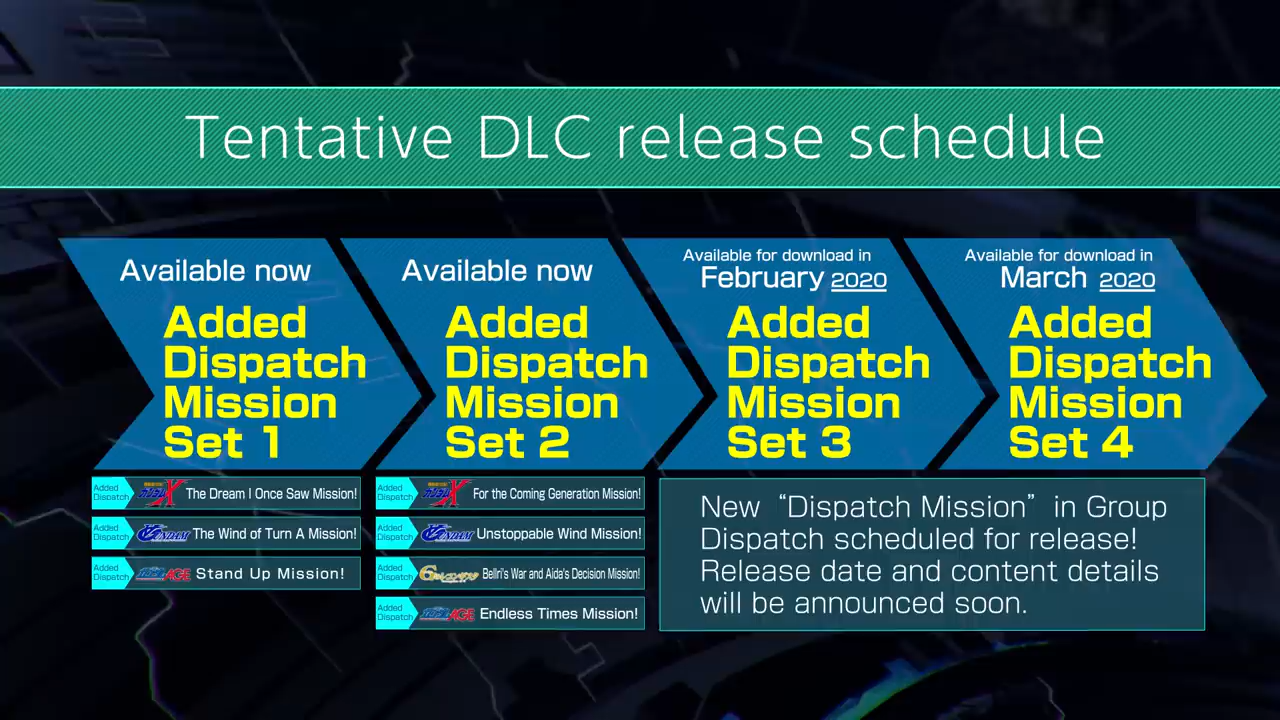 Tentative DLC release schedule
Available now
Added
Dispatch
Mission
Set 1
Available now
Added
Dispatch
Mission
Set 2
Available for download in
February 2020
Added
Dispatch
Mission
Set 3
Available for download in
March 2020
Added
Dispatch
Mission
Set 4
Added
Dispatch
The Dream I Once Saw Mission!
Added
Dispatch
The Wind of Turn A Mission!
Added
Dispatch
AGE Stand Up Mission!
Added
Dispatch
For the Coming Generation Mission!
Added
Dispatch
Unstoppable Wind Mission!
Added
Dispatch
Bellri's War and Aida's Decision Mission!
Added
Dispatch
AGE Endless Times Mission!
New “Dispatch Mission” in Group
Dispatch scheduled for release!
Release date and content details
will be announced soon.